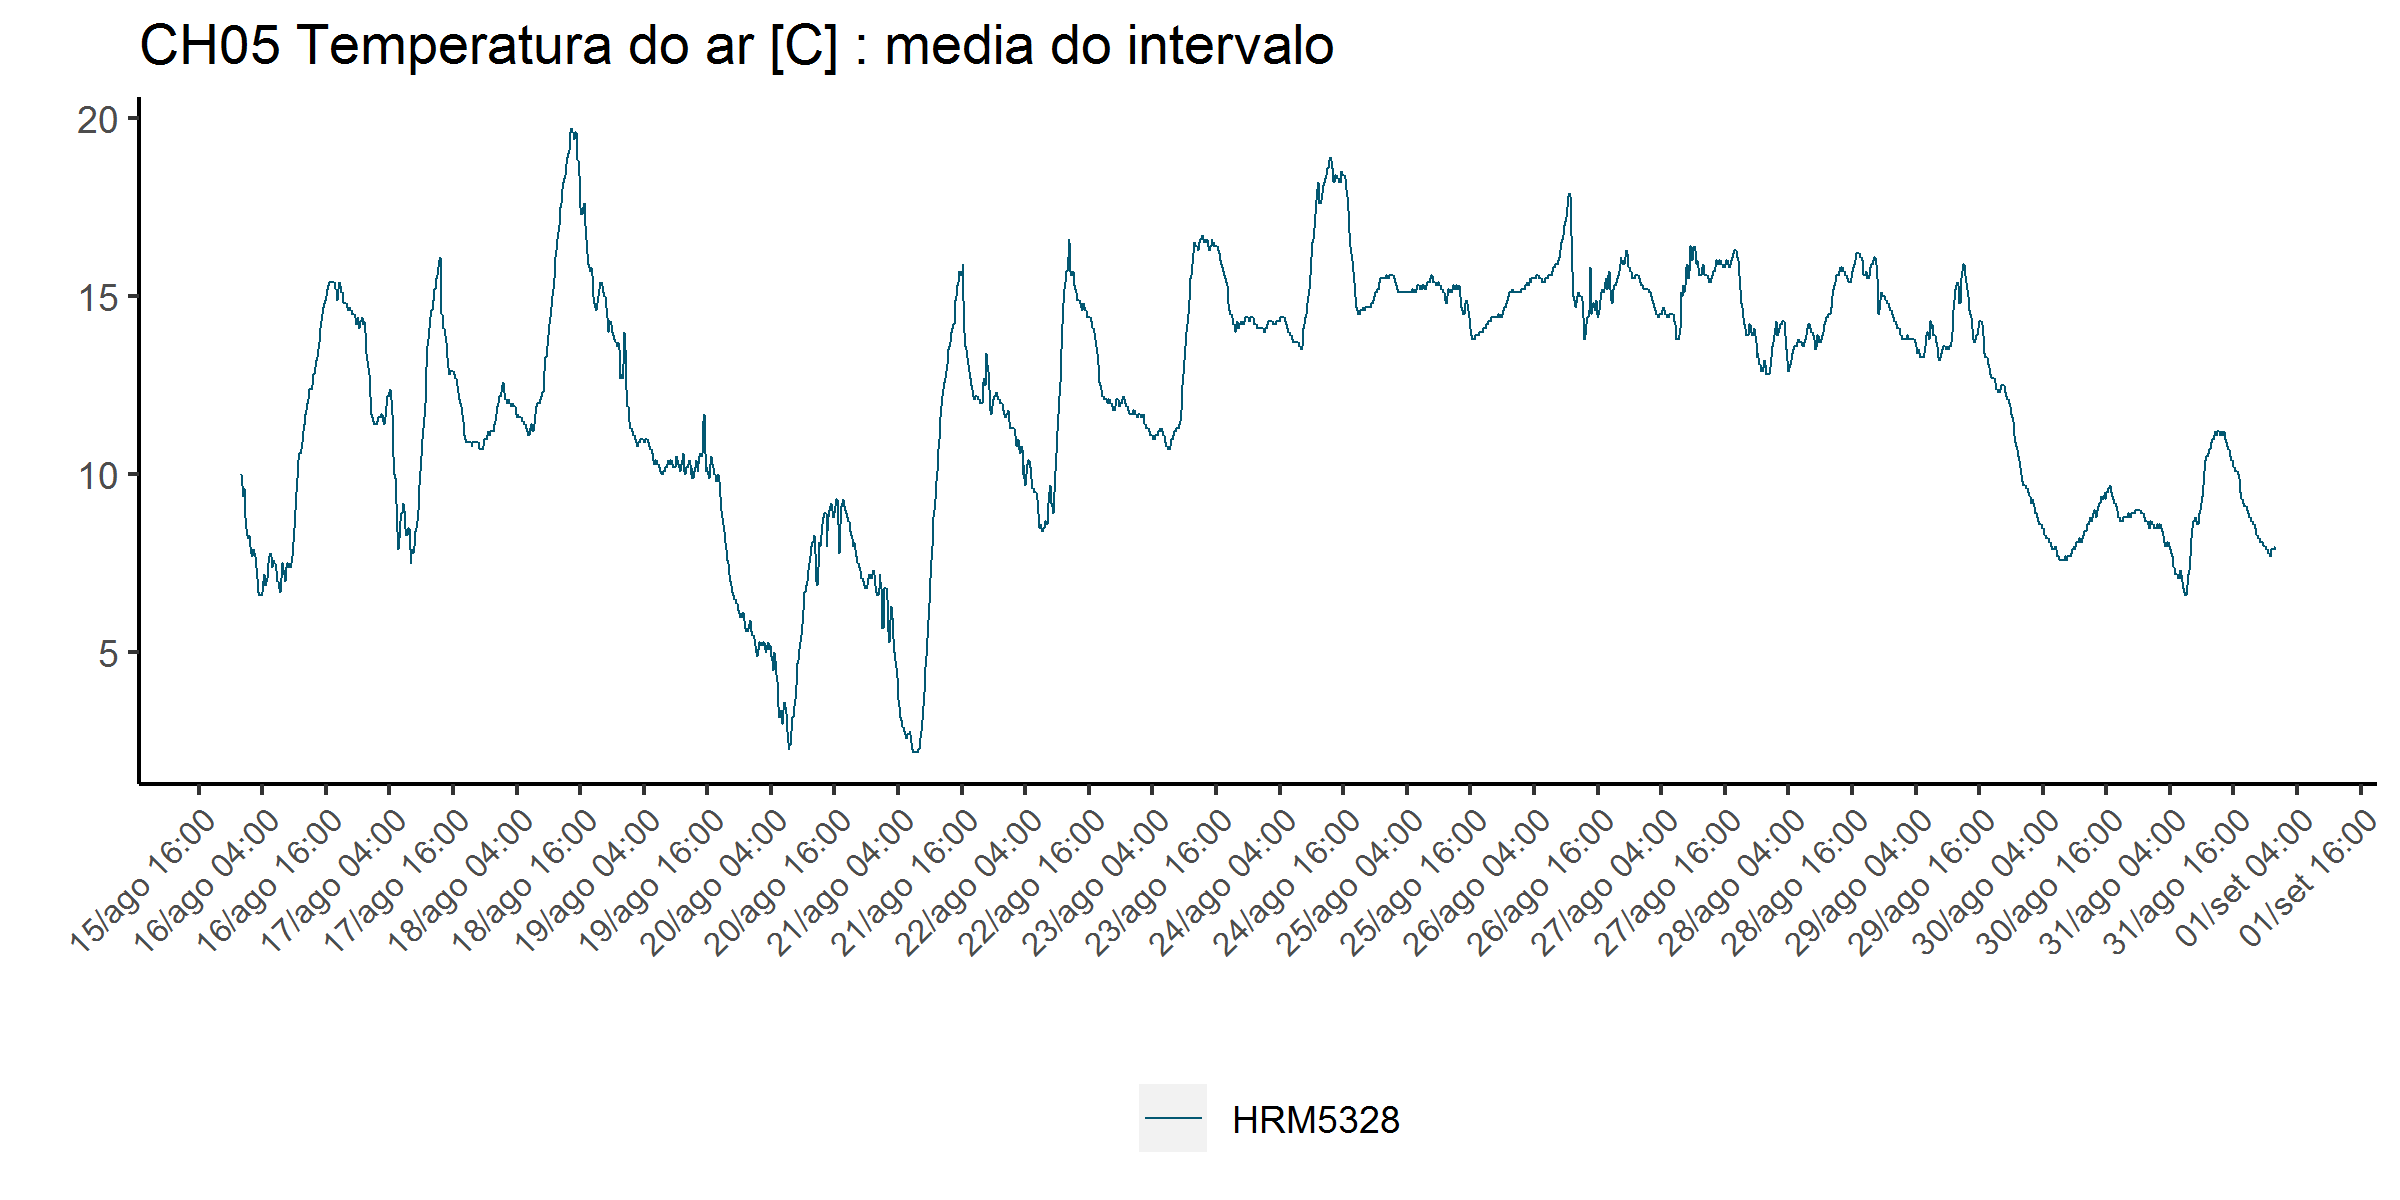 CH05 Temperatura do ar [C] : media do intervalo
20
15
10
5
15/ago 16:00
16/ago 04:00
16/ago 16:00
17/ago 04:00
17/ago 16:00
18/ago 04:00
18/ago 16:00
19/ago 04:00
19/ago 16:00
20/ago 04:00
20/ago 16:00
21/ago 04:00
21/ago 16:00
22/ago 04:00
22/ago 16:00
23/ago 04:00
23/ago 16:00
24/ago 04:00
24/ago 16:00
25/ago 04:00
25/ago 16:00
26/ago 04:00
26/ago 16:00
27/ago 04:00
27/ago 16:00
28/ago 04:00
28/ago 16:00
29/ago 04:00
29/ago 16:00
30/ago 04:00
30/ago 16:00
31/ago 04:00
31/ago 16:00
01/set 04:00
01/set 16:00
HRM5328